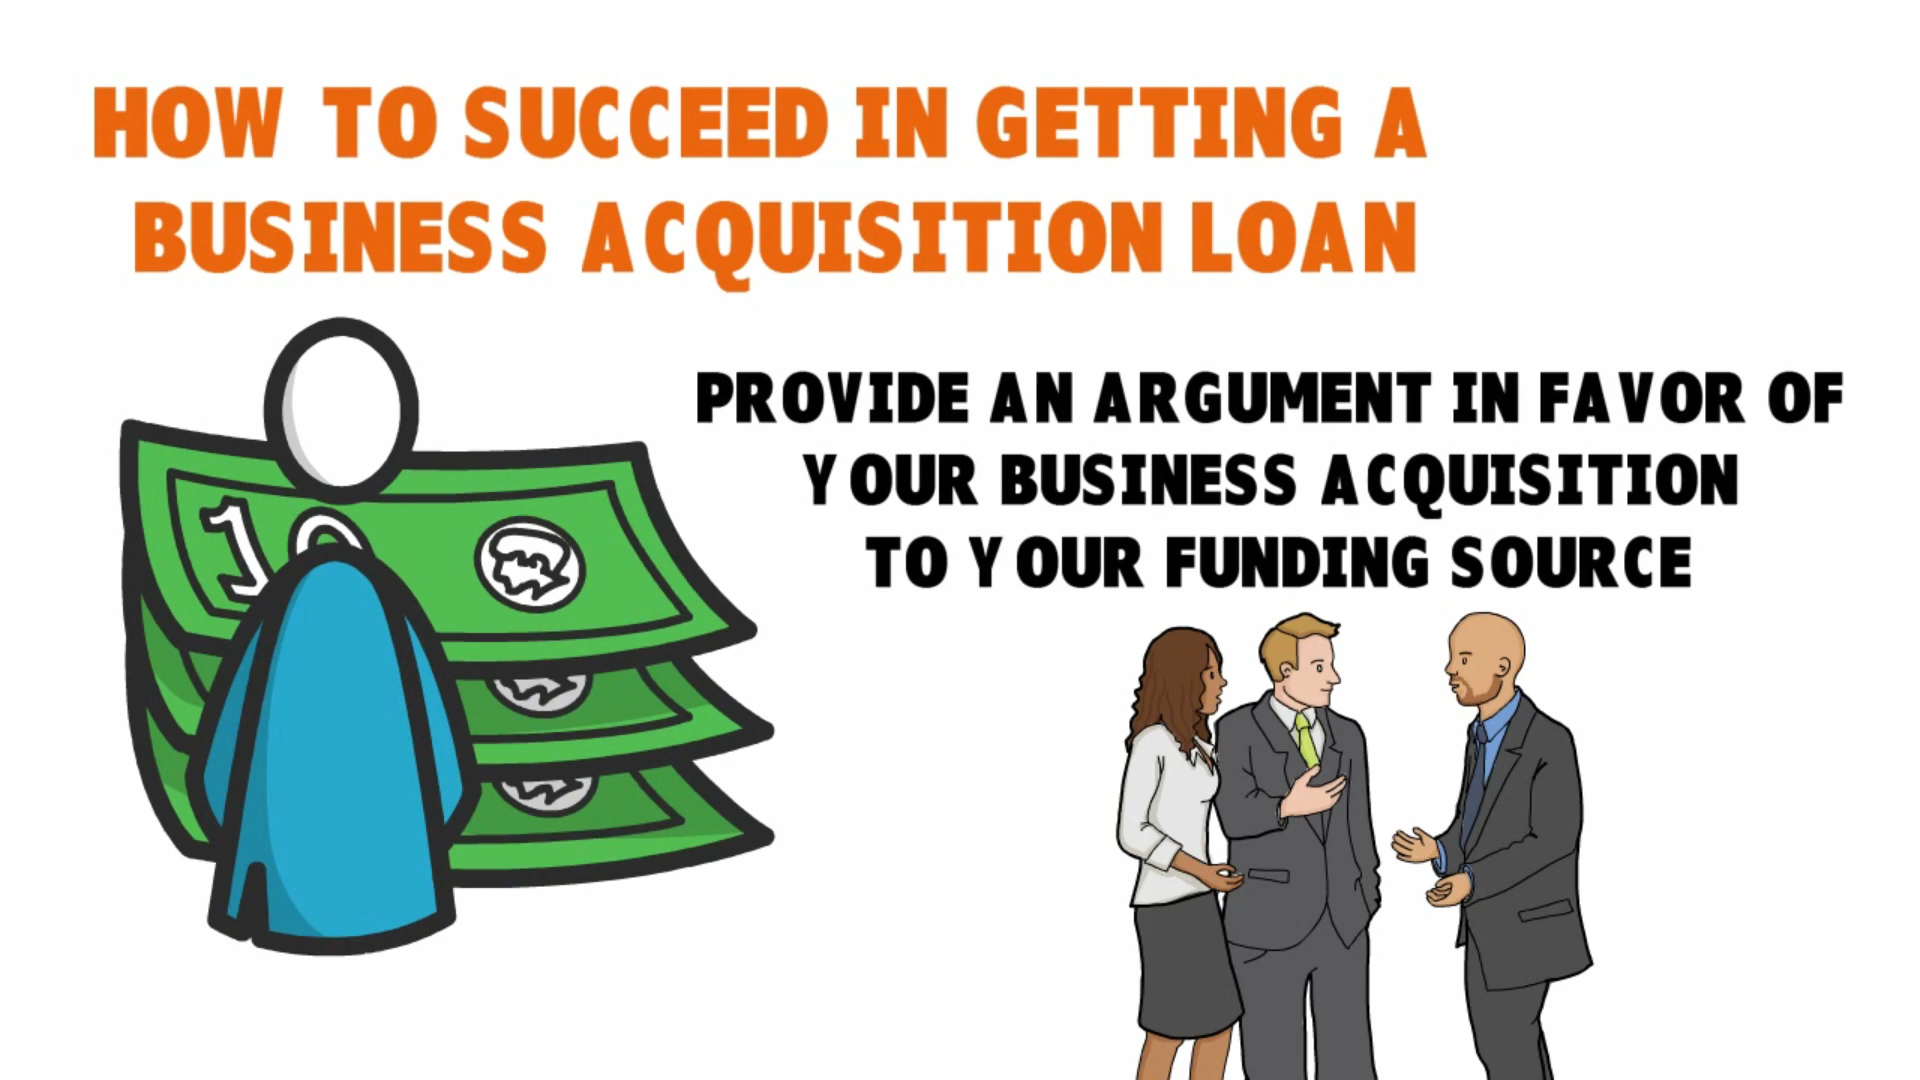 HOW TO SUCCEED IN GETTING A
BUSINESS ACQUISITION LOAN
PROVIDE AN ARGUMENT IN FAVOR OF
YOUR BUSINESS ACQUISITION
TO YOUR FUNDING SOURCE
10